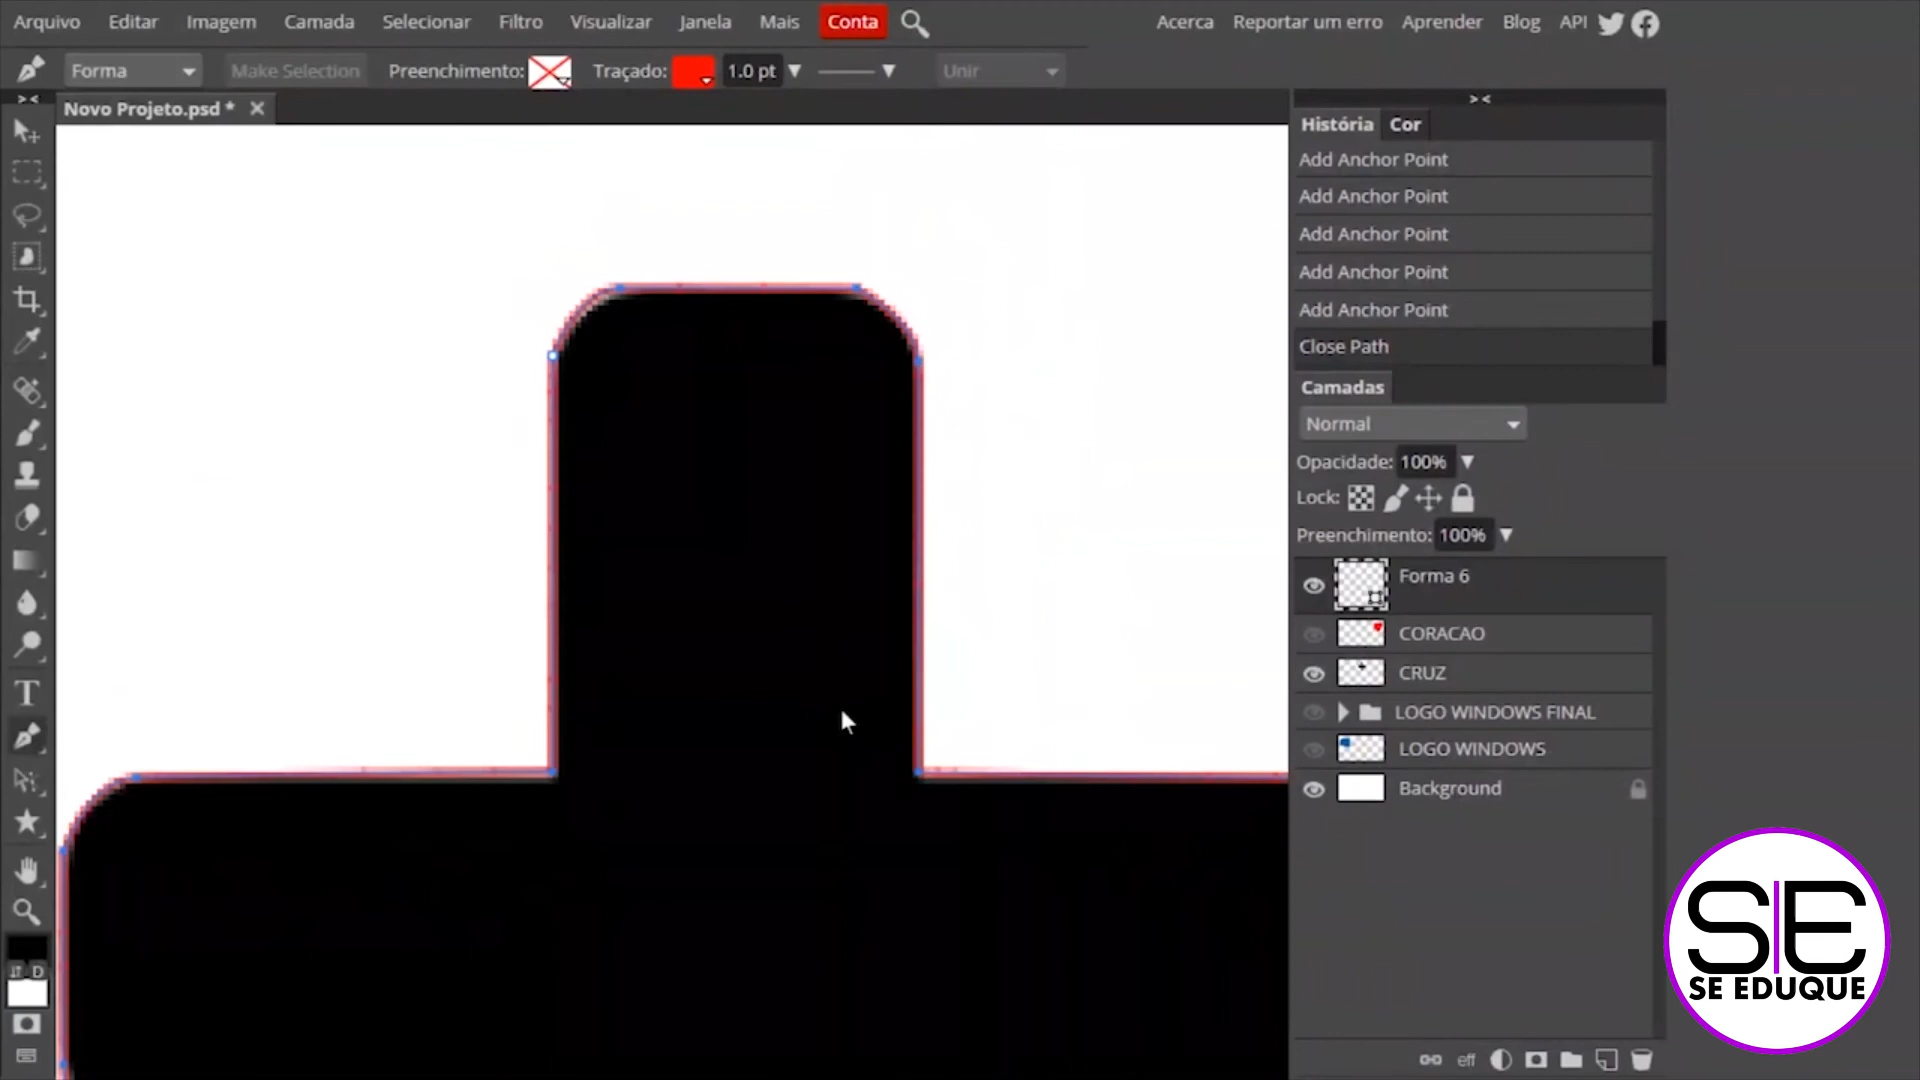 Arquivo Editar Imagem Camada Selecionar Filtro Visualizar Janela Mais Conta Acerca Reportar um erro Aprender Blog API
Forma Make Selection Preenchimento: Traçado: 1.0 pt Unir
Novo Projeto.psd *
História Cor
Add Anchor Point
Add Anchor Point
Add Anchor Point
Add Anchor Point
Add Anchor Point
Close Path
Camadas
Normal
Opacidade: 100%
Lock:
Preenchimento: 100%
Forma 6
CORACAO
CRUZ
LOGO WINDOWS FINAL
LOGO WINDOWS
Background
D
eff
SE
SE EDUQUE